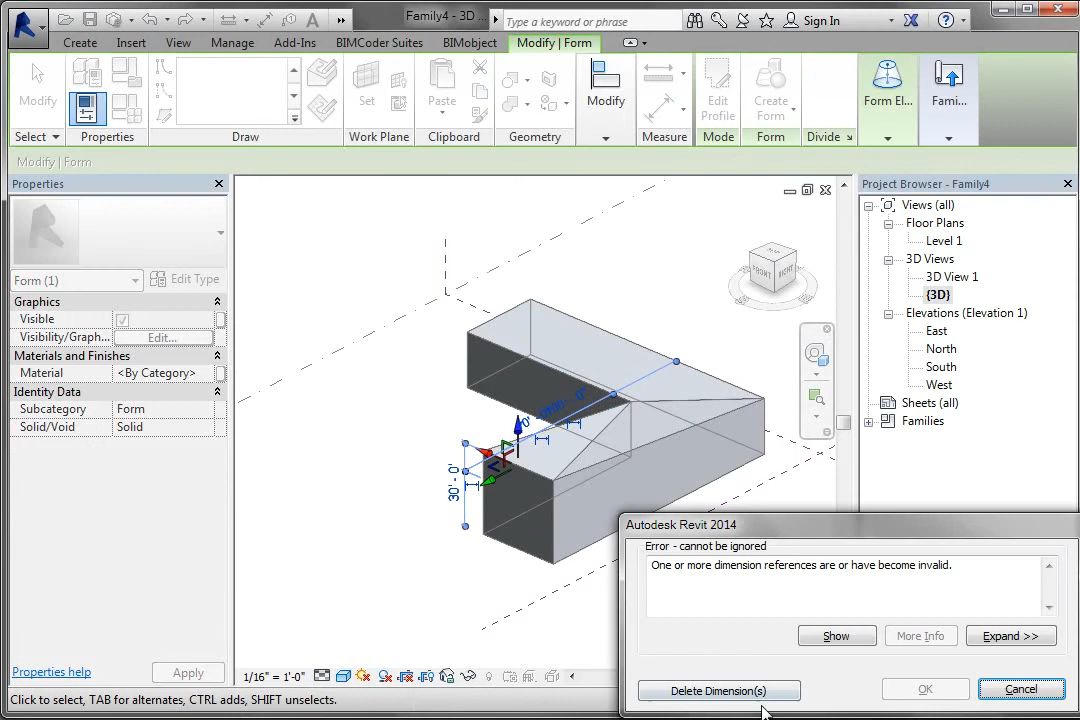 Family4 - 3D ...
Type a keyword or phrase
Sign In
Create
Insert
View
Manage
Add-Ins
BIMCoder Suites
BIMobject
Modify | Form
Modify
Set
Paste
Modify
Edit Profile
Create Form
Form El...
Fami...
Select
Properties
Draw
Work Plane
Clipboard
Geometry
Measure
Mode
Form
Divide
Modify | Form
Properties
Form (1)
Edit Type
Graphics
Visible
Visibility/Graph...
Edit...
Materials and Finishes
Material
<By Category>
Identity Data
Subcategory
Form
Solid/Void
Solid
Properties help
Apply
FRONT
RIGHT
30' - 0"
Project Browser - Family4
Views (all)
Floor Plans
Level 1
3D Views
3D View 1
{3D}
Elevations (Elevation 1)
East
North
South
West
Sheets (all)
Families
Autodesk Revit 2014
Error - cannot be ignored
One or more dimension references are or have become invalid.
Show
More Info
Expand >>
Delete Dimension(s)
OK
Cancel
1/16" = 1'-0"
Click to select, TAB for alternates, CTRL adds, SHIFT unselects.